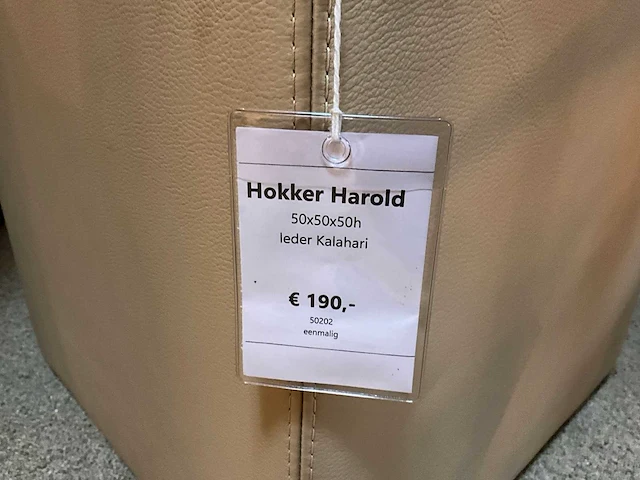 Hokker Harold
50x50x50h
leder Kalahari
€ 190,-
50202
eenmalig